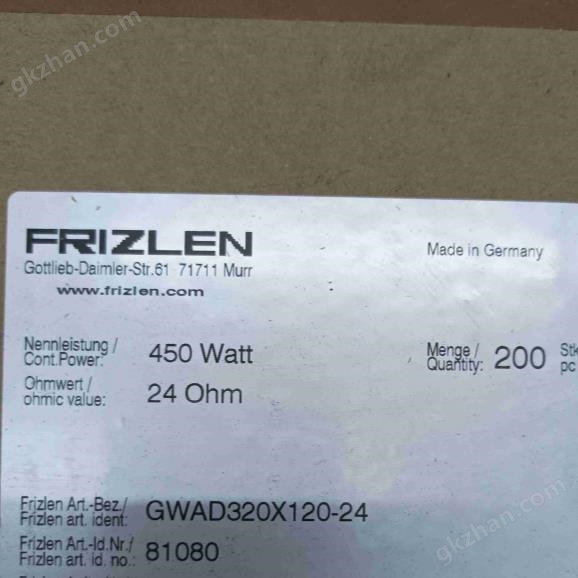 gkzhan.com
FRIZLEN
Made in Germany
Gottlieb-Daimler-Str.61 71711 Murr
www.frizlen.com
Nennleistung /
Cont.Power: 450 Watt
Menge /
Quantity: 200 Stk
pc
Ohmwert /
ohmic value: 24 Ohm
Frizlen Art.-Bez./
Frizlen art. ident: GWAD320X120-24
Frizlen Art.-Id.Nr./
Frizlen art. id. no.: 81080
gkzhan.com